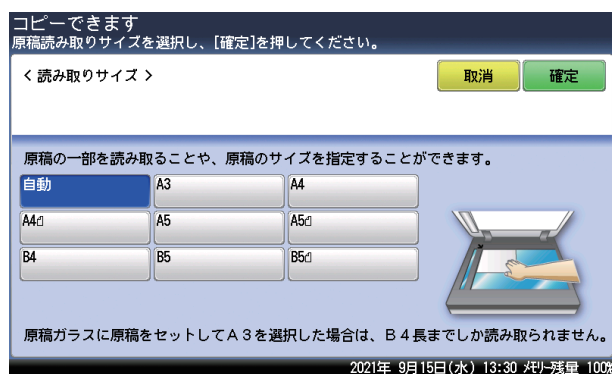 コピーできます
原稿読み取りサイズを選択し、[確定]を押してください。
< 読み取りサイズ >
取消
確定
原稿の一部を読み取ることや、原稿のサイズを指定することができます。
自動
A3
A4
A4
A5
A5
B4
B5
B5
原稿ガラスに原稿をセットしてＡ３を選択した場合は、Ｂ４長までしか読み取られません。
2021年 9月15日(水) 13:30 ﾒﾓﾘｰ残量 100%